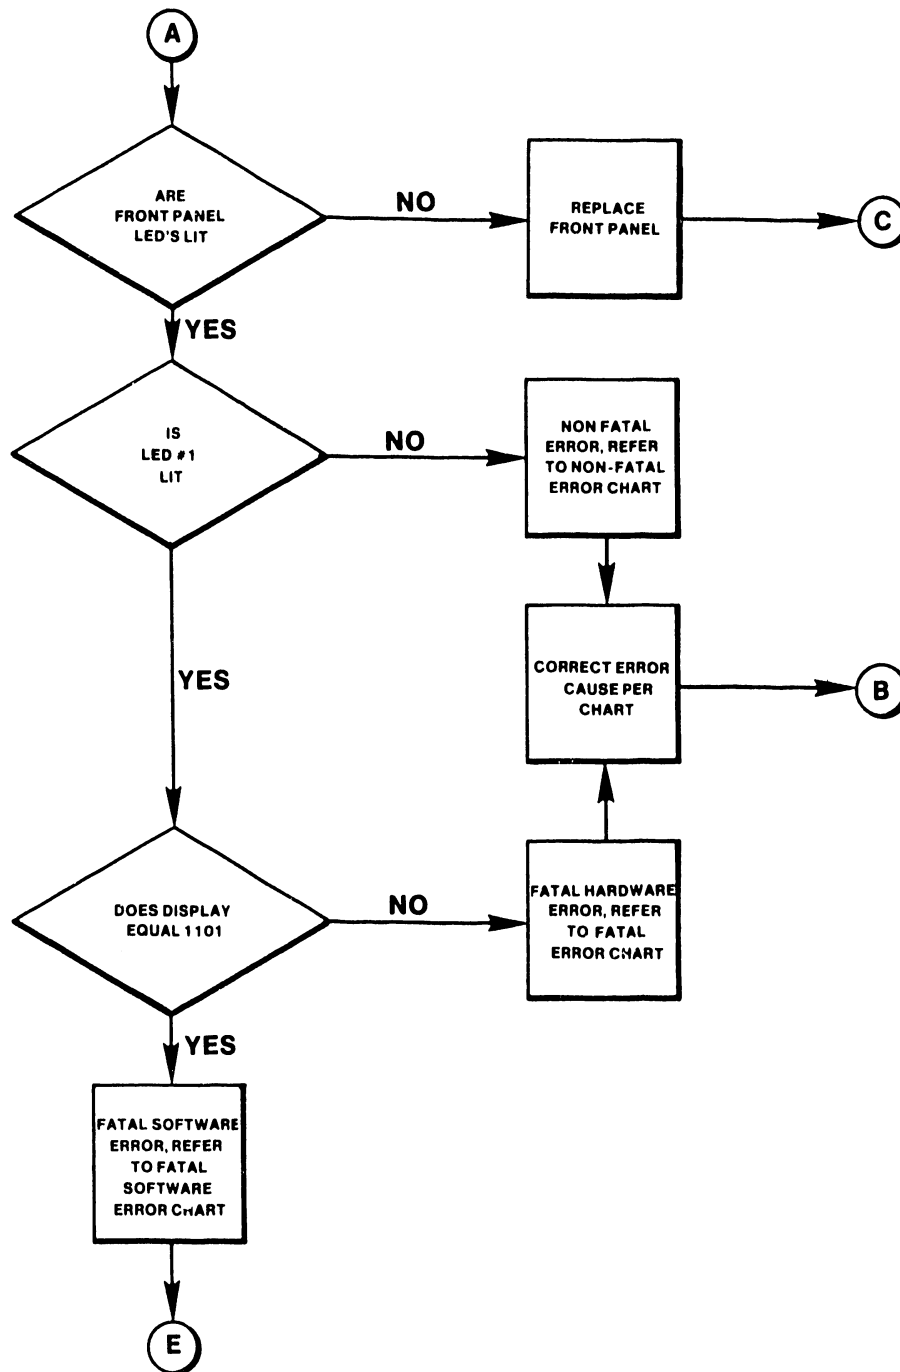 A
ARE
FRONT PANEL
LED'S LIT
NO
REPLACE
FRONT PANEL
C
YES
IS
LED #1
LIT
NO
NON FATAL
ERROR, REFER
TO NON-FATAL
ERROR CHART
YES
CORRECT ERROR
CAUSE PER
CHART
B
DOES DISPLAY
EQUAL 1101
NO
FATAL HARDWARE
ERROR, REFER
TO FATAL
ERROR CHART
YES
FATAL SOFTWARE
ERROR, REFER
TO FATAL
SOFTWARE
ERROR CHART
E